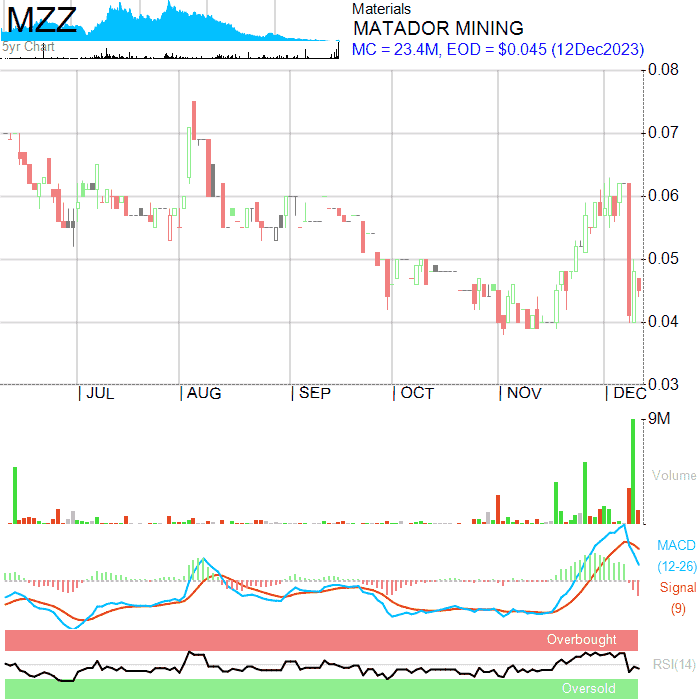 MZZ
5yr Chart
Materials
MATADOR MINING
MC = 23.4M, EOD = $0.045 (12Dec2023)
0.08
0.07
0.06
0.05
0.04
0.03
| JUL | AUG | SEP | OCT | NOV | DEC
9M
Volume
MACD
(12-26)
Signal
(9)
Overbought
RSI(14)
Oversold